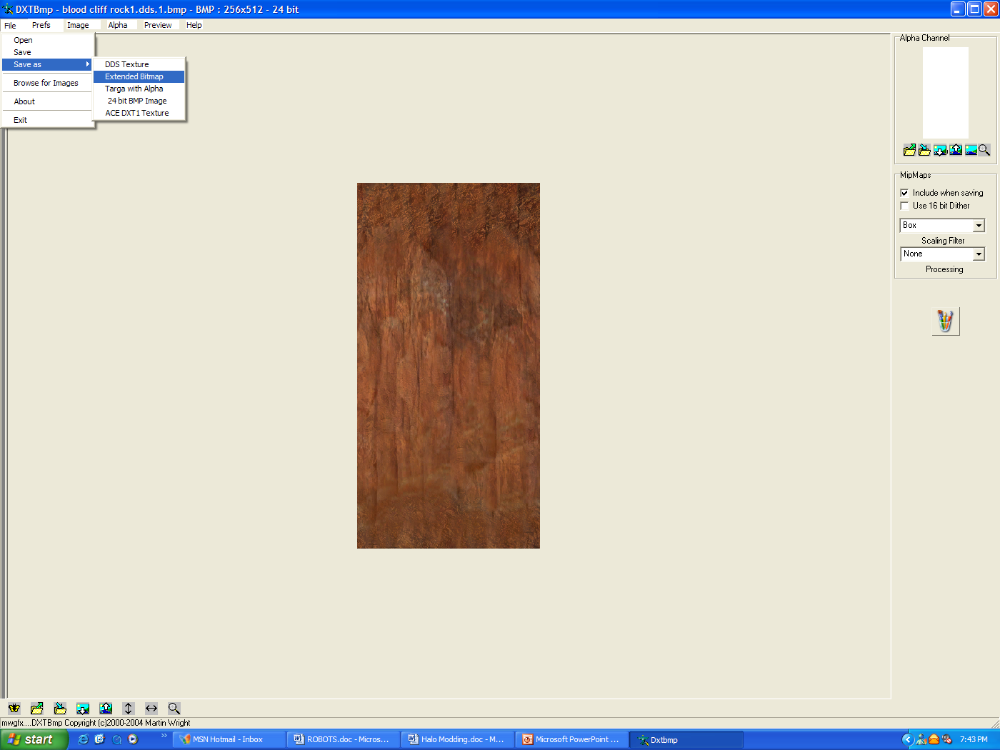 DXTBmp - blood cliff rock1.dds.1.bmp - BMP : 256x512 - 24 bit
File Prefs Image Alpha Preview Help
Open
Save
Save as
Browse for Images
About
Exit
DDS Texture
Extended Bitmap
Targa with Alpha
24 bit BMP Image
ACE DXT1 Texture
Alpha Channel
MipMaps
Include when saving
Use 16 bit Dither
Box
Scaling Filter
None
Processing
mwgfx....DXTBmp Copyright (c)2000-2004 Martin Wright
start MSN Hotmail - Inbox ROBOTS.doc - Micros... Halo Modding.doc - M... Microsoft PowerPoint ... Dxtbmp 7:43 PM